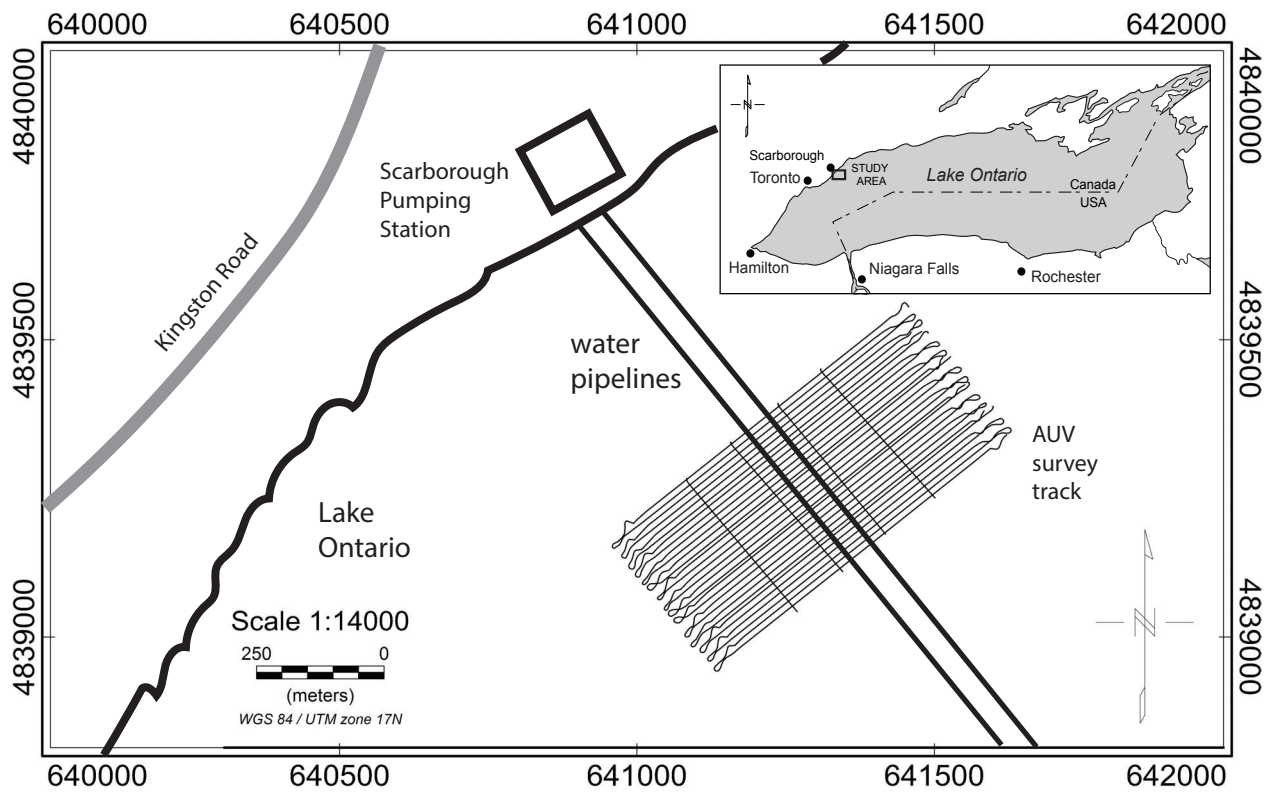 640000 640500 641000 641500 642000
4840000
4839500
4839000
4840000
4839500
4839000
Kingston Road
Scarborough
Pumping
Station
water
pipelines
Lake
Ontario
AUV
survey
track
N
Scarborough
Toronto
STUDY
AREA
Lake Ontario
Canada
USA
Hamilton
Niagara Falls
Rochester
Scale 1:14000
250 0
(meters)
WGS 84 / UTM zone 17N
N
640000 640500 641000 641500 642000